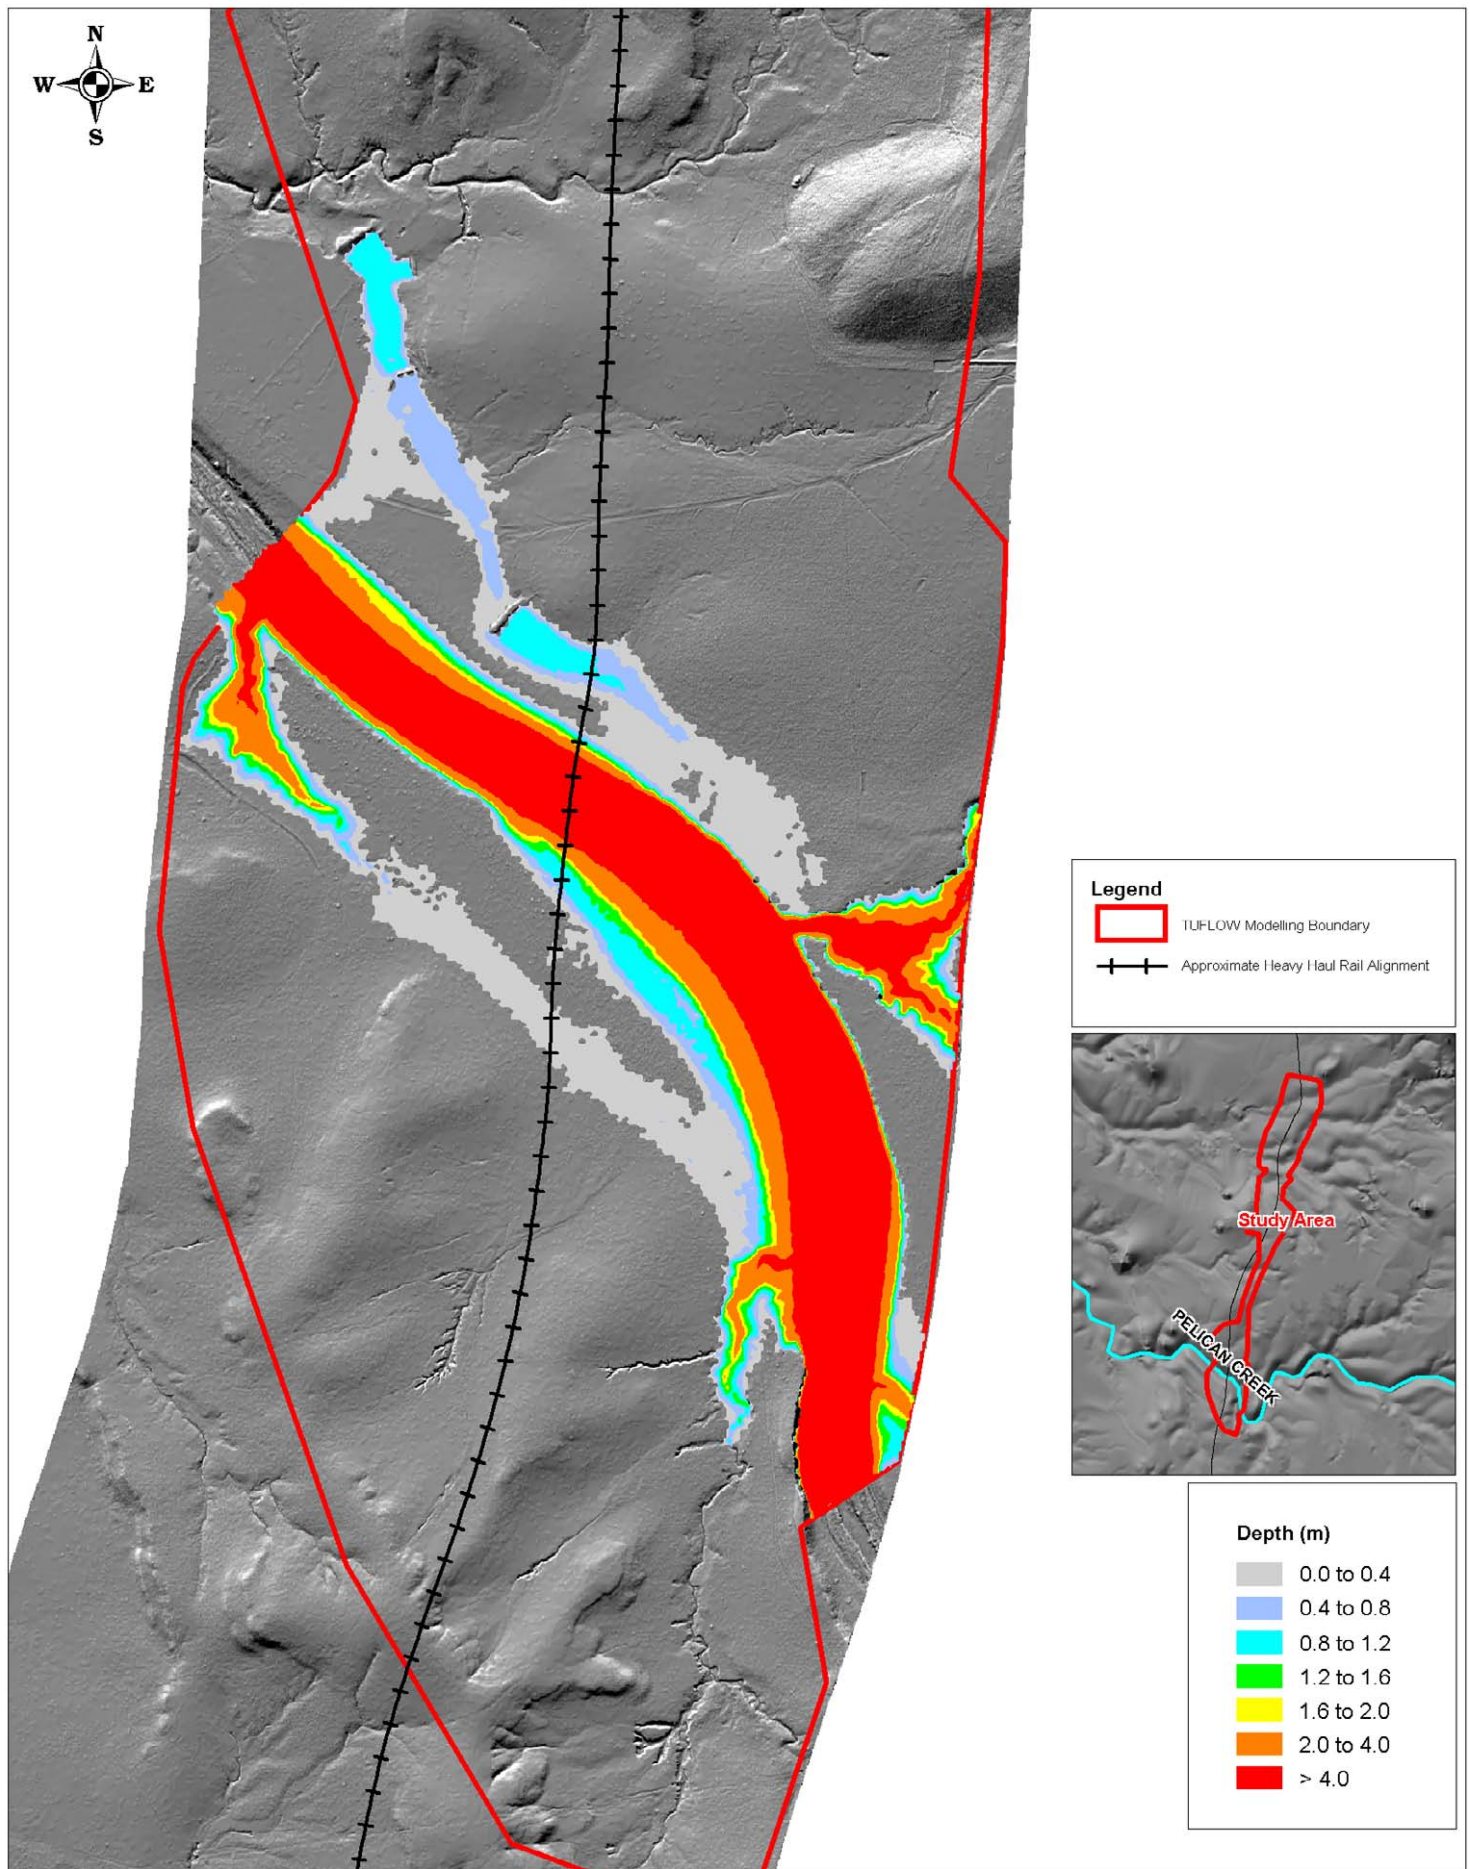 N
W E
S
Legend
TUFLOW Modelling Boundary
Approximate Heavy Haul Rail Alignment
Study Area
PELICAN CREEK
Depth (m)
0.0 to 0.4
0.4 to 0.8
0.8 to 1.2
1.2 to 1.6
1.6 to 2.0
2.0 to 4.0
> 4.0